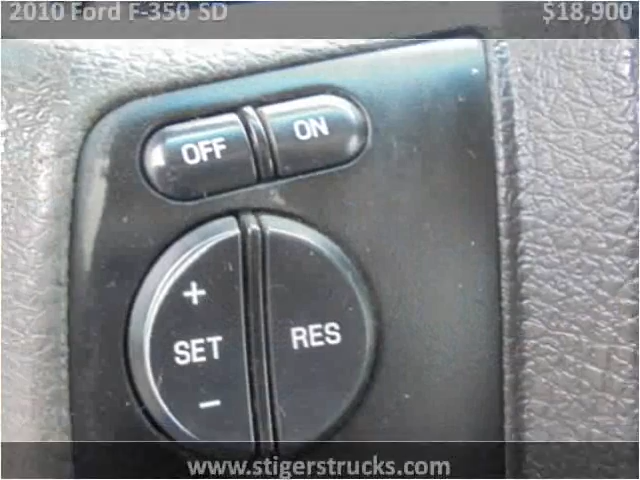 2010 Ford F-350 SD $18,900
OFF ON
+
SET RES
-
www.stigerstrucks.com